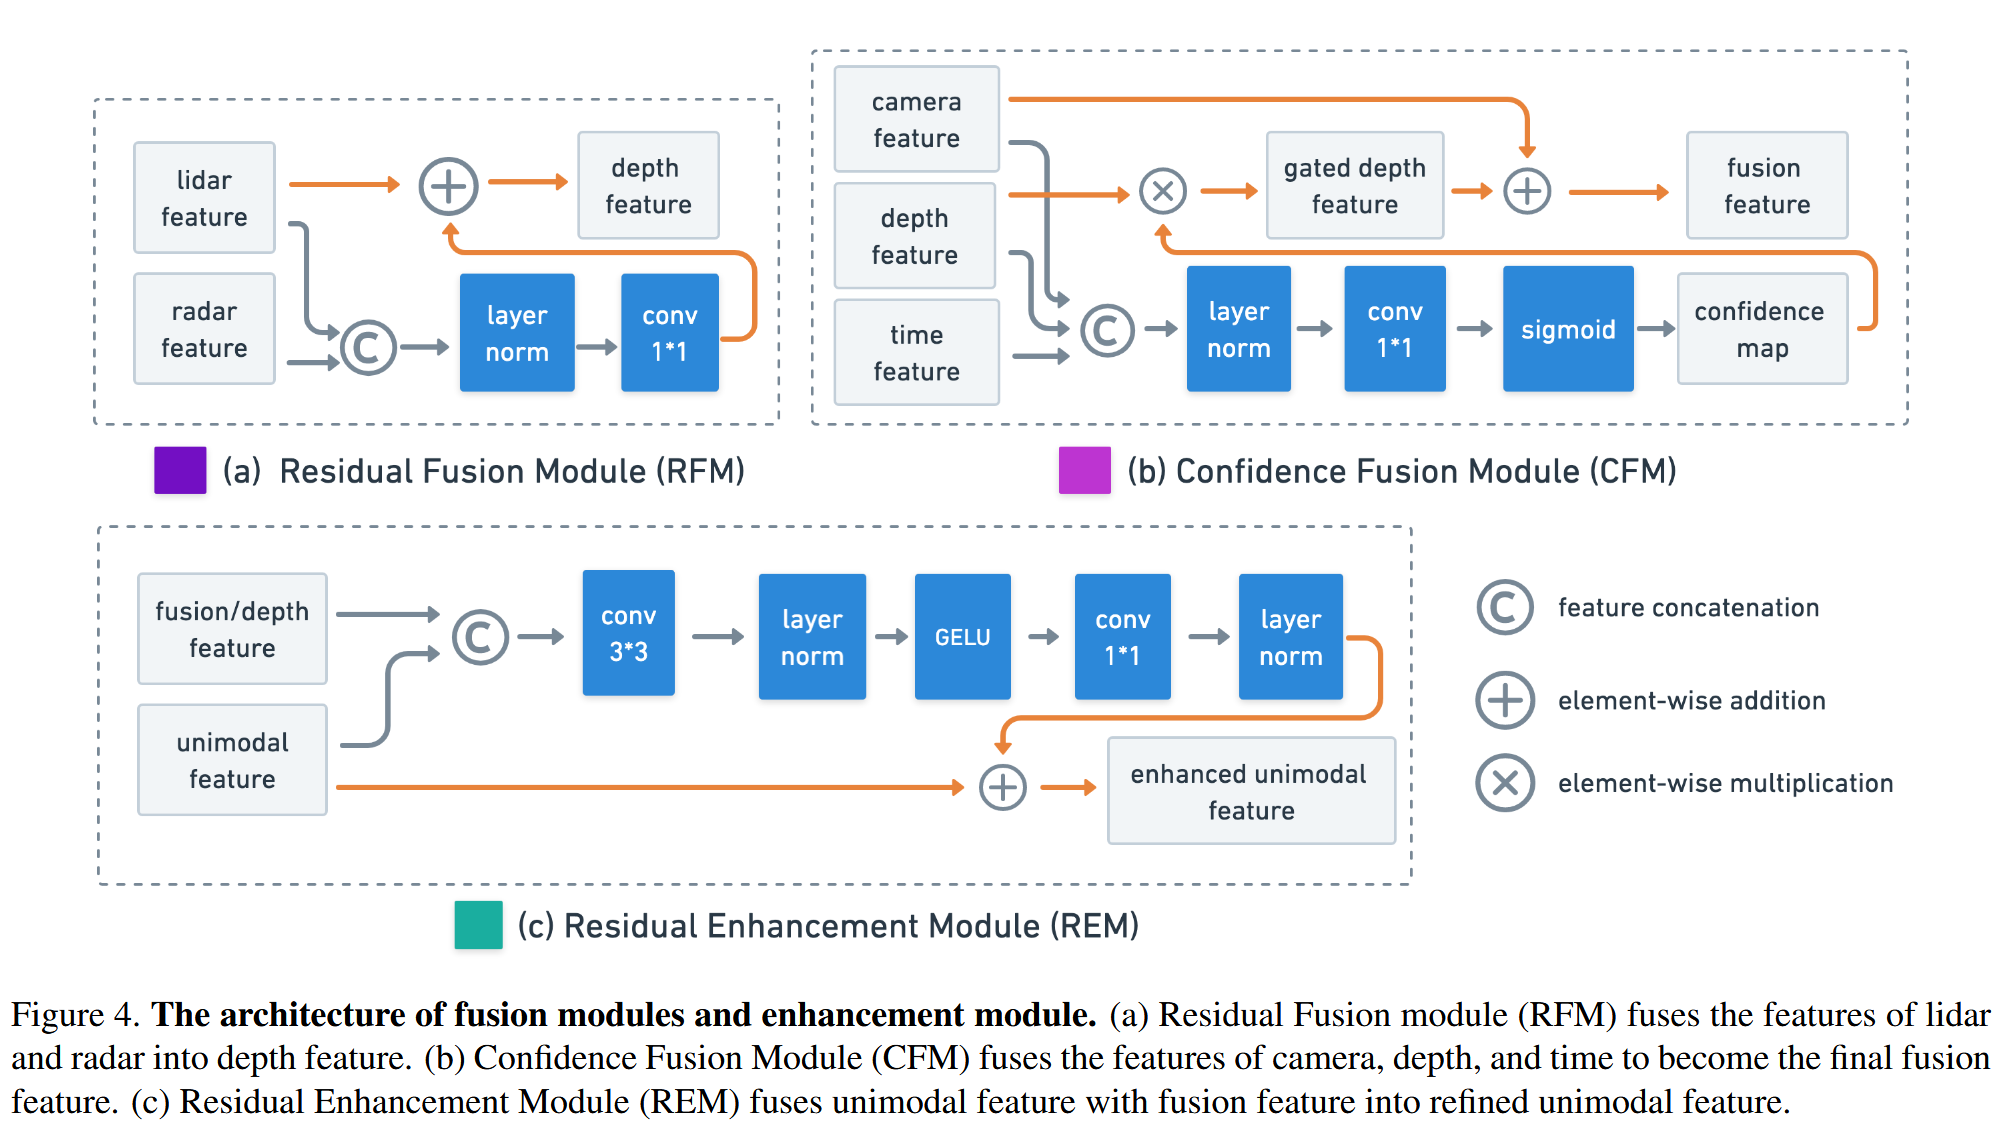 lidar
feature
radar
feature
C
layer
norm
conv
1*1
depth
feature
(a) Residual Fusion Module (RFM)
camera
feature
depth
feature
time
feature
C
layer
norm
conv
1*1
sigmoid
confidence
map
gated depth
feature
fusion
feature
(b) Confidence Fusion Module (CFM)
fusion/depth
feature
unimodal
feature
C
conv
3*3
layer
norm
GELU
conv
1*1
layer
norm
enhanced unimodal
feature
(c) Residual Enhancement Module (REM)
C feature concatenation
element-wise addition
element-wise multiplication
Figure 4. The architecture of fusion modules and enhancement module. (a) Residual Fusion module (RFM) fuses the features of lidar
and radar into depth feature. (b) Confidence Fusion Module (CFM) fuses the features of camera, depth, and time to become the final fusion
feature. (c) Residual Enhancement Module (REM) fuses unimodal feature with fusion feature into refined unimodal feature.